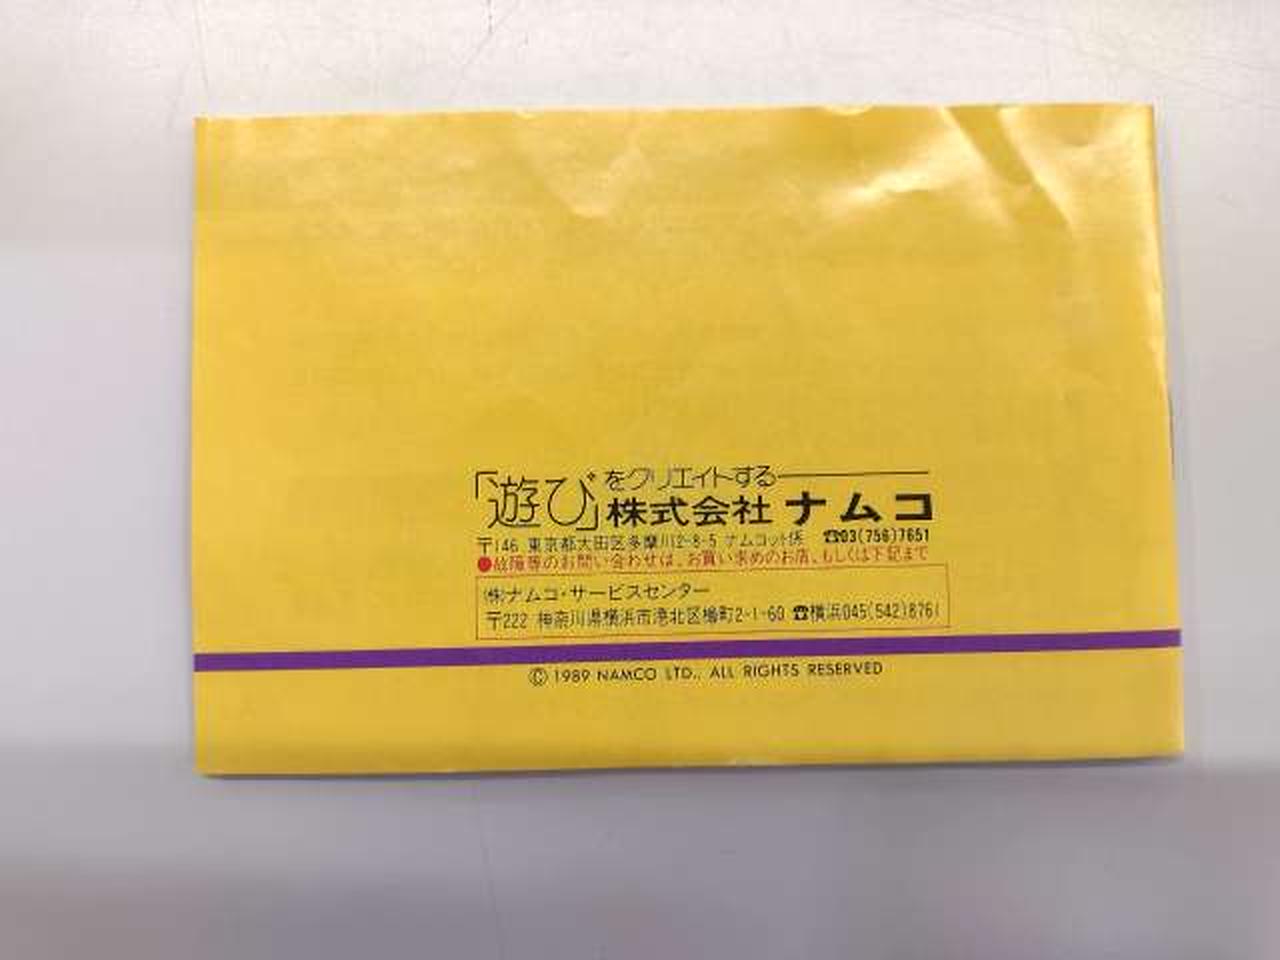 「遊び」をクリエイトする
株式会社 ナムコ
〒146 東京都大田区多摩川2-8-5 ナムコット係 ☎03(756)7651
●故障等のお問い合わせは、お買い求めのお店、もしくは下記まで
(株)ナムコ・サービスセンター
〒222 神奈川県横浜市港北区樽町2-1-60 ☎横浜045(542)8761
© 1989 NAMCO LTD., ALL RIGHTS RESERVED